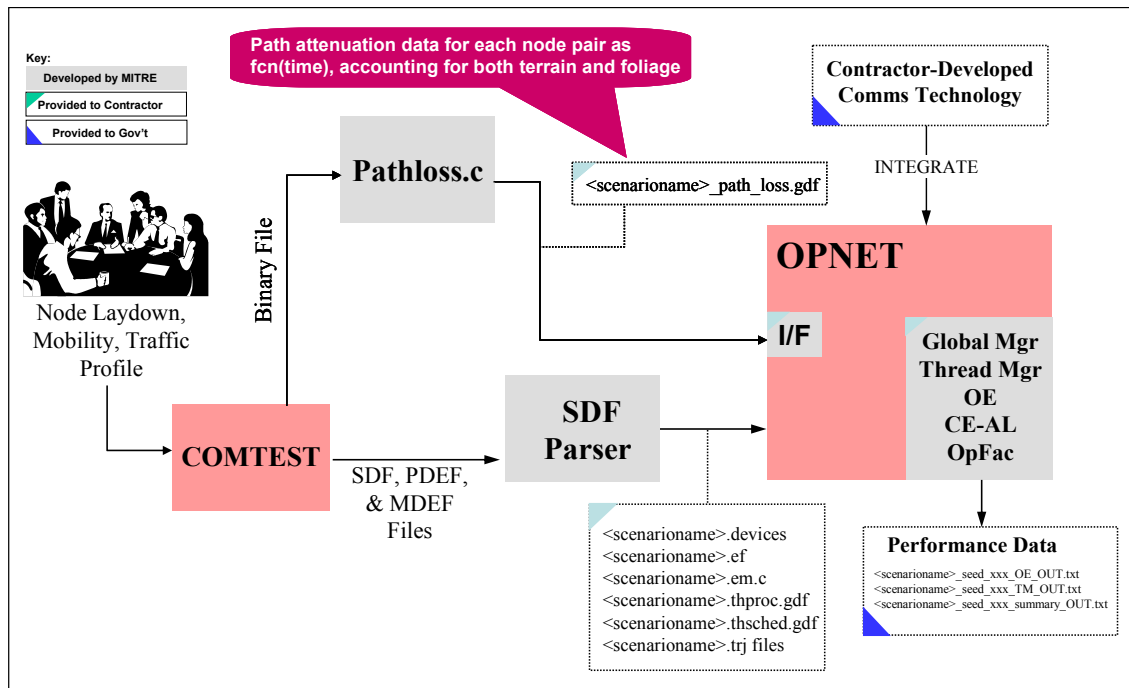 Key:
Developed by MITRE
Provided to Contractor
Provided to Gov't
Path attenuation data for each node pair as
fcn(time), accounting for both terrain and foliage
Contractor-Developed
Comms Technology
INTEGRATE
Pathloss.c
<scenarioname>_path_loss.gdf
Binary File
OPNET
I/F
Global Mgr
Thread Mgr
OE
CE-AL
OpFac
Node Laydown,
Mobility, Traffic
Profile
COMTEST
SDF, PDEF,
& MDEF
Files
SDF
Parser
<scenarioname>.devices
<scenarioname>.ef
<scenarioname>.em.c
<scenarioname>.thproc.gdf
<scenarioname>.thsched.gdf
<scenarioname>.trj files
Performance Data
<scenarioname>_seed_xxx_OE_OUT.txt
<scenarioname>_seed_xxx_TM_OUT.txt
<scenarioname>_seed_xxx_summary_OUT.txt